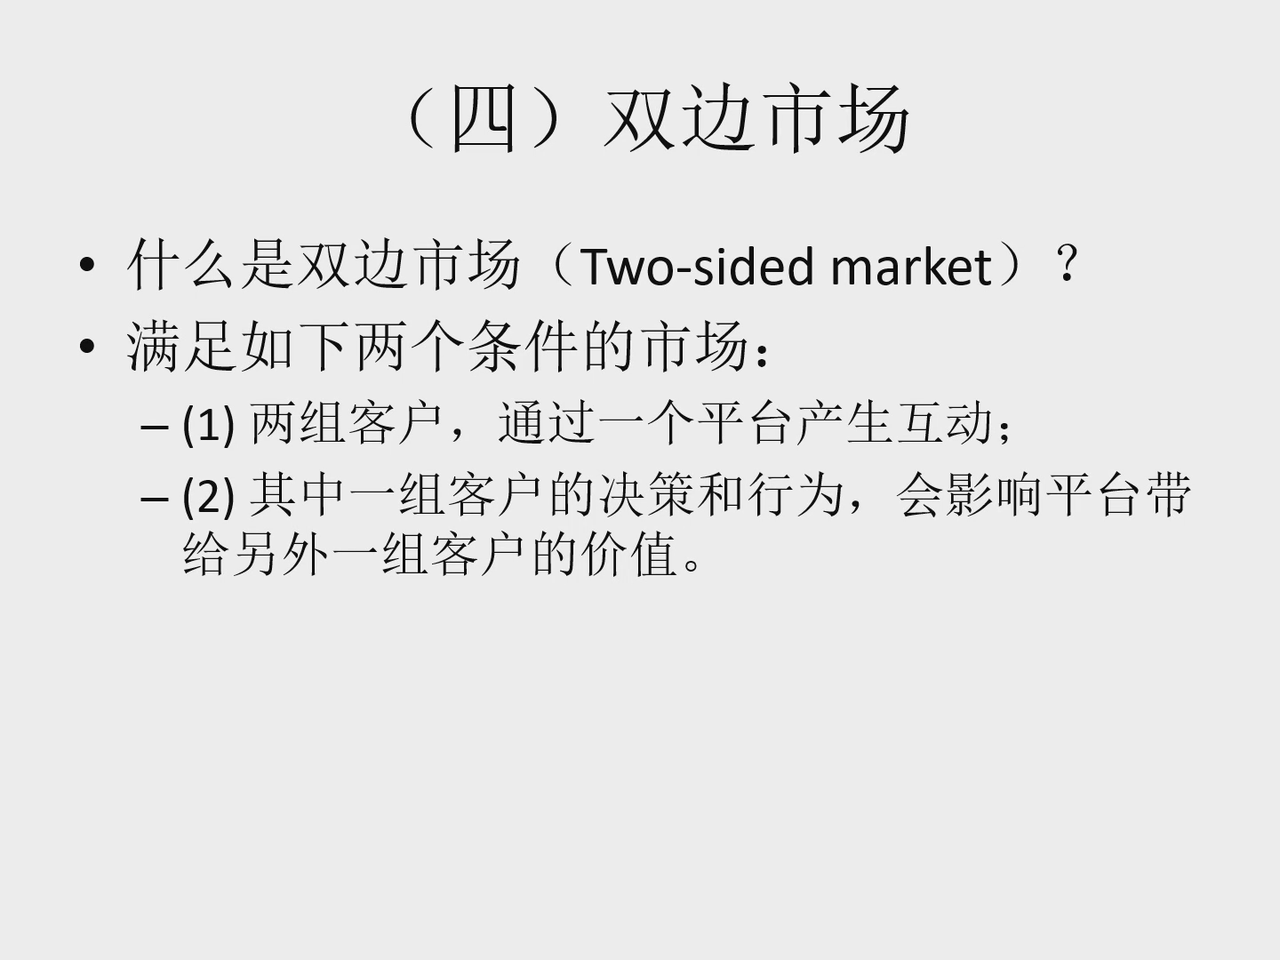 （四）双边市场
• 什么是双边市场（Two-sided market）？
• 满足如下两个条件的市场：
– (1) 两组客户，通过一个平台产生互动；
– (2) 其中一组客户的决策和行为，会影响平台带
给另外一组客户的价值。